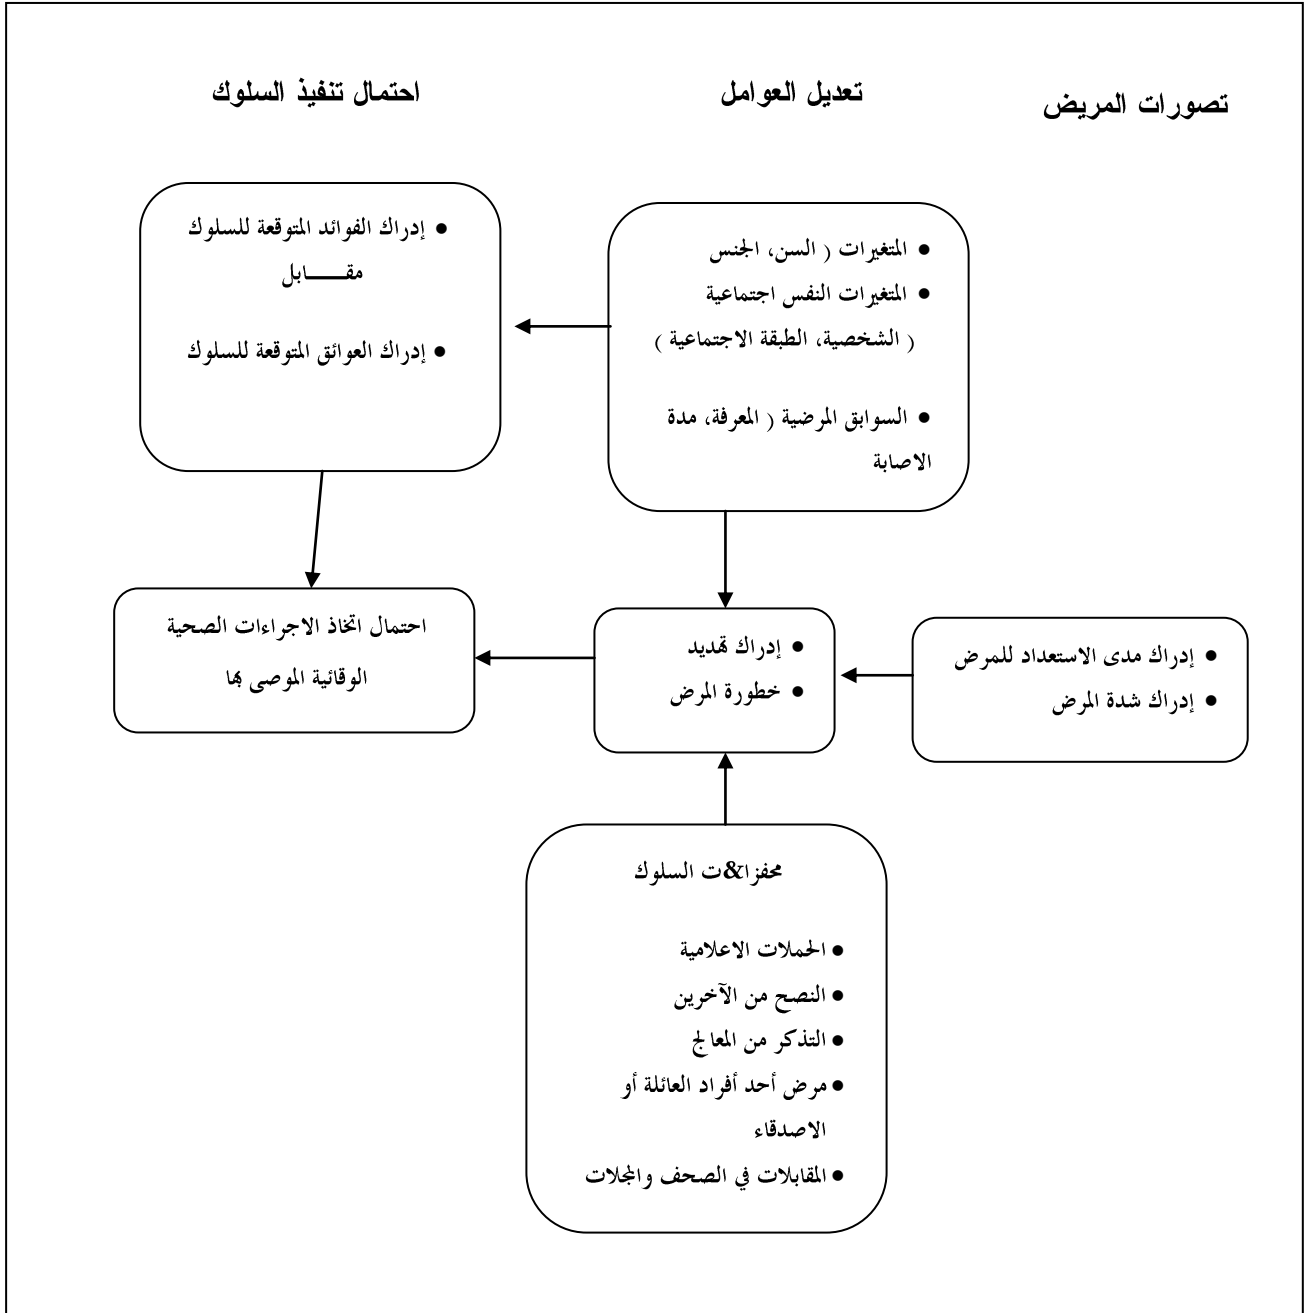 تصورات المريض
تعديل العوامل
احتمال تنفيذ السلوك
• المتغيرات ( السن، الجنس
• المتغيرات النفس اجتماعية
( الشخصية، الطبقة الاجتماعية )
• السوابق المرضية ( المعرفة، مدة
الاصابة
• إدراك الفوائد المتوقعة للسلوك
مقـــــابل
• إدراك العوائق المتوقعة للسلوك
• إدراك مدى الاستعداد للمرض
• إدراك شدة المرض
• إدراك تهديد
• خطورة المرض
احتمال اتخاذ الاجراءات الصحية
الوقائية الموصى بها
محفزا&ت السلوك
• الحملات الاعلامية
• النصح من الآخرين
• التذكر من المعالج
• مرض أحد أفراد العائلة أو
الاصدقاء
• المقابلات في الصحف والمجلات